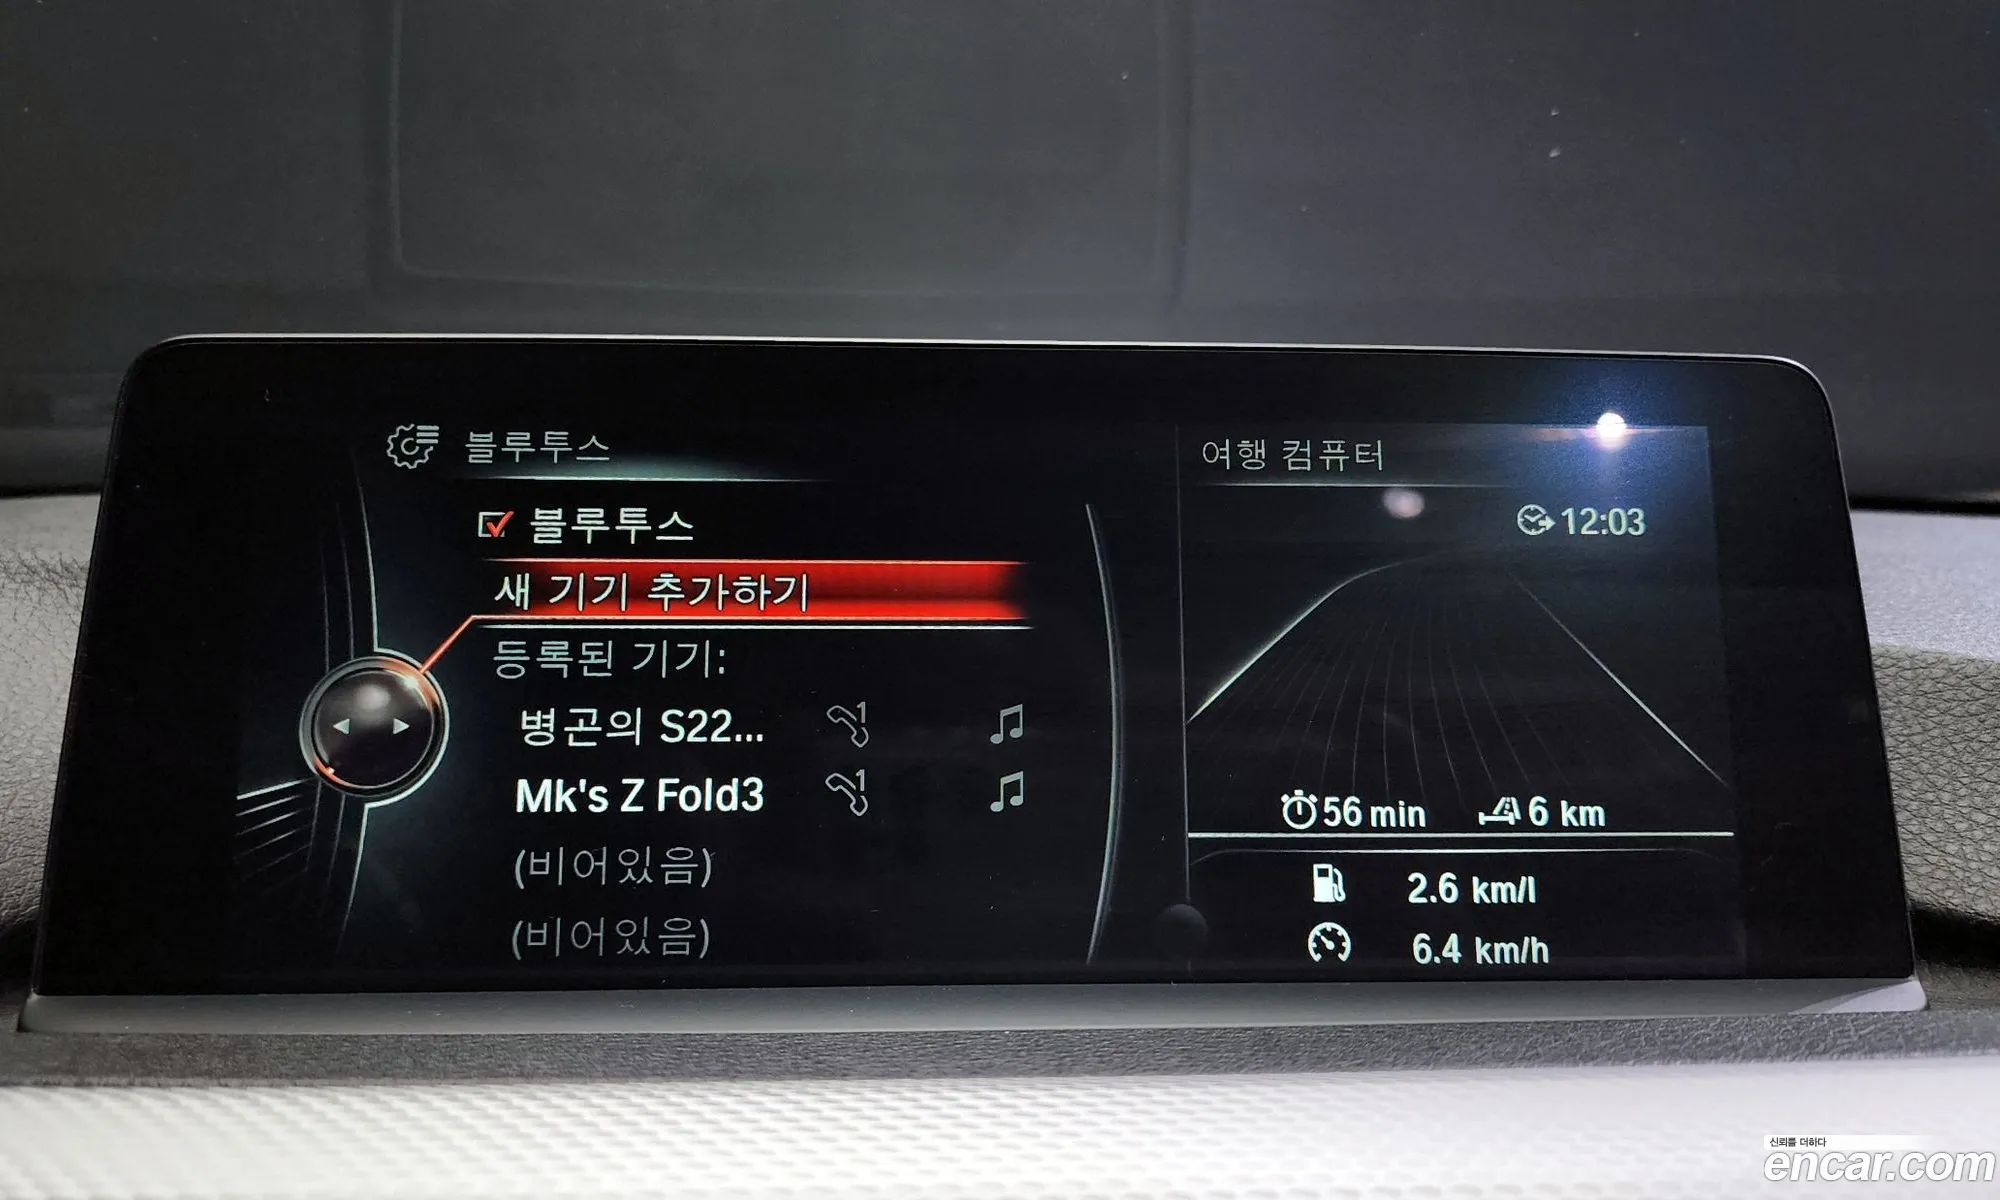 블루투스
블루투스
새 기기 추가하기
등록된 기기:
병곤의 S22...
Mk's Z Fold3
(비어있음)
(비어있음)
여행 컴퓨터
12:03
56 min
6 km
2.6 km/l
6.4 km/h
신뢰를 더하다
encar.com